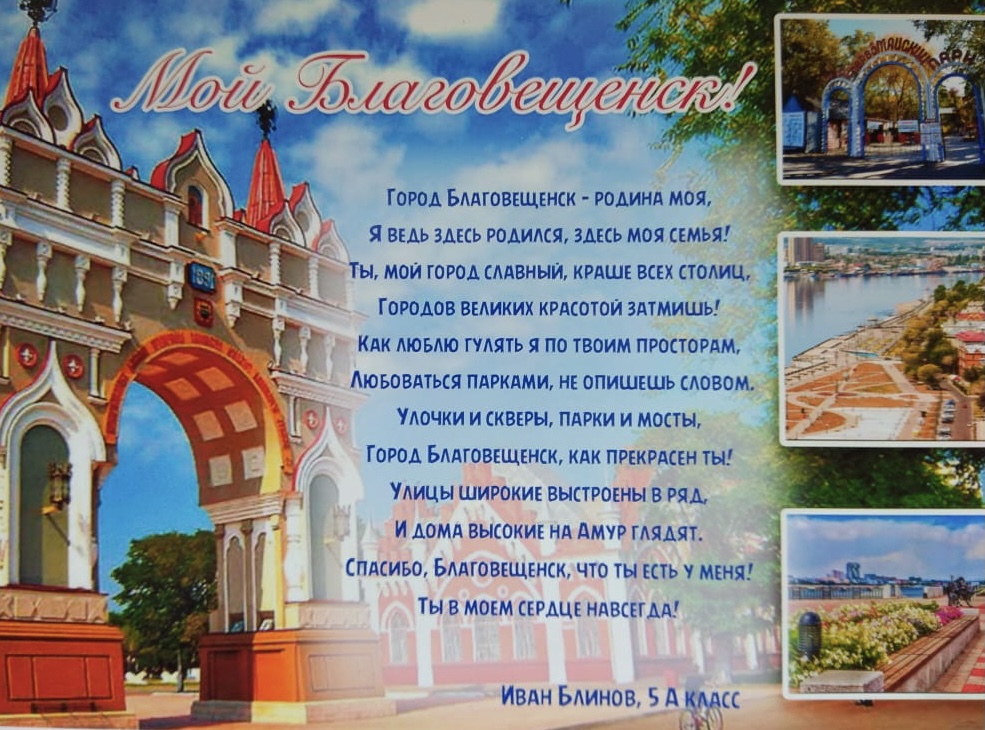 Мой Благовещенск!
Город Благовещенск - родина моя,
Я ведь здесь родился, здесь моя семья!
Ты, мой город славный, краше всех столиц,
Городов великих красотой затмишь!
Как люблю гулять я по твоим просторам,
Любоваться парками, не опишешь словом.
Улочки и скверы, парки и мосты,
Город Благовещенск, как прекрасен ты!
Улицы широкие выстроены в ряд,
И дома высокие на Амур глядят.
Спасибо, Благовещенск, что ты есть у меня!
Ты в моем сердце навсегда!
Иван Блинов, 5 А класс
1891